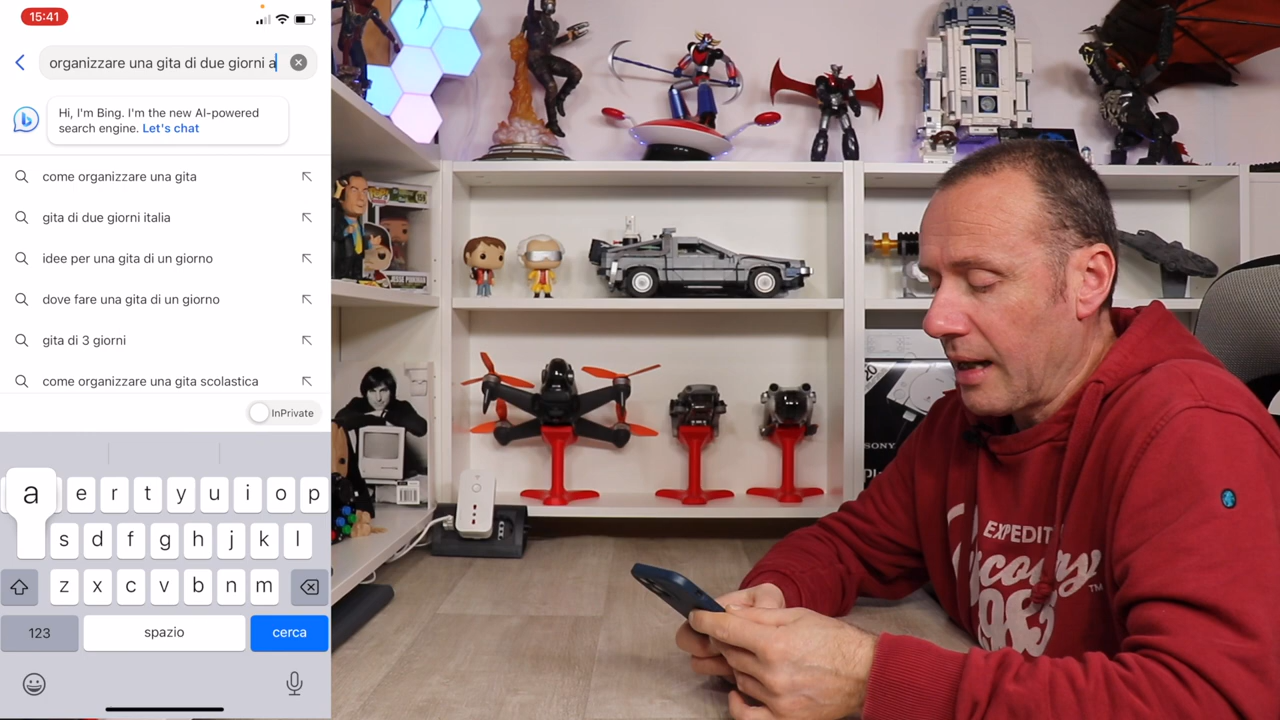 15:41
organizzare una gita di due giorni a
Hi, I'm Bing. I'm the new AI-powered
search engine. Let's chat
come organizzare una gita
gita di due giorni italia
idee per una gita di un giorno
dove fare una gita di un giorno
gita di 3 giorni
come organizzare una gita scolastica
InPrivate
a e r t y u i o p
s d f g h j k l
z x c v b n m
123 spazio cerca
SONY
EXPEDIT